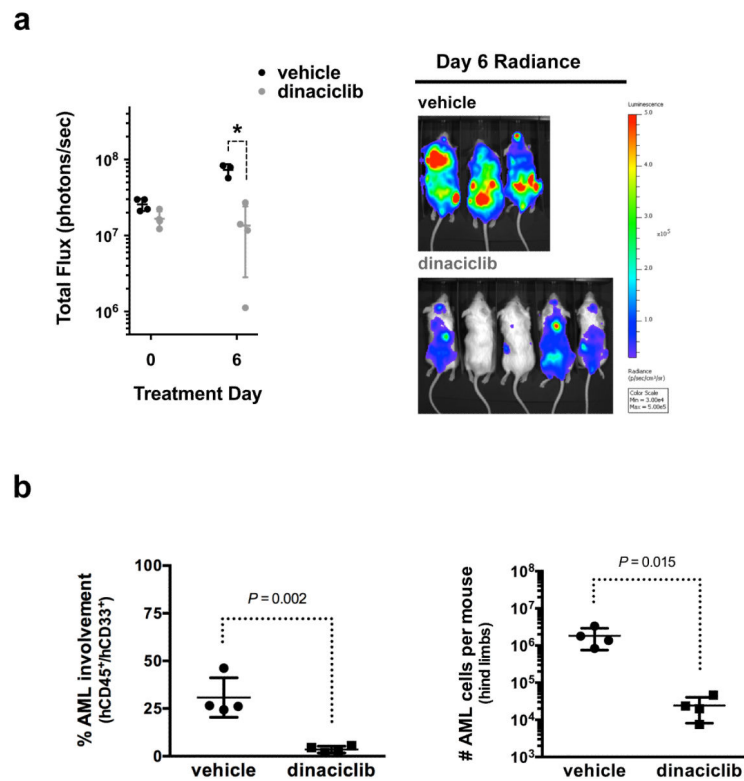 a
vehicle
dinaciclib
*
Total Flux (photons/sec)
10⁸
10⁷
10⁶
0
6
Treatment Day
Day 6 Radiance
vehicle
dinaciclib
Luminescence
5.0
4.0
3.0
x10⁵
2.0
1.0
Radiance
(p/sec/cm²/sr)
Color Scale
Min = 3.00e4
Max = 5.00e5
b
% AML involvement
(hCD45⁺/hCD33⁺)
100
75
50
25
0
P = 0.002
vehicle
dinaciclib
# AML cells per mouse
(hind limbs)
10⁸
10⁷
10⁶
10⁵
10⁴
10³
P = 0.015
vehicle
dinaciclib